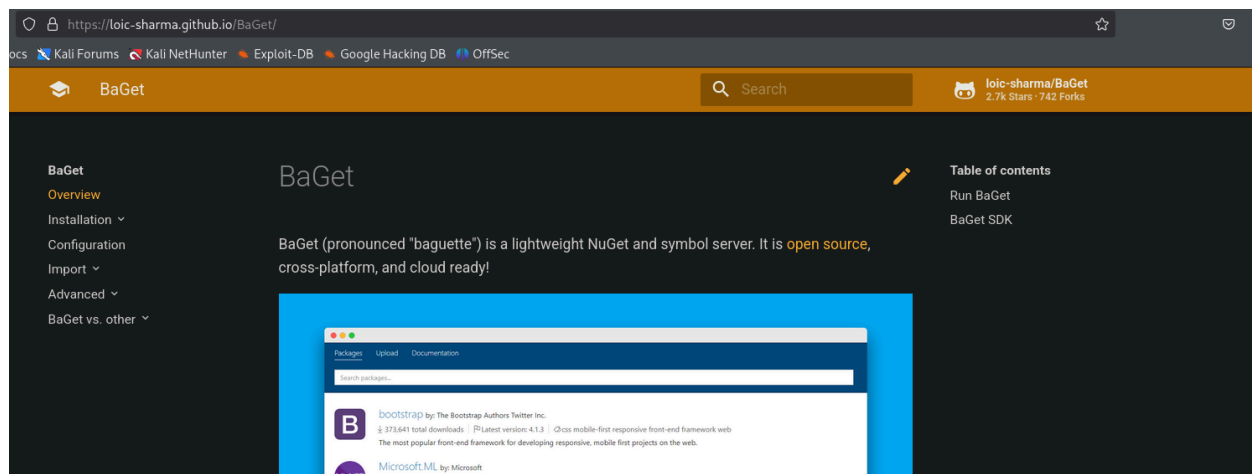 https://loic-sharma.github.io/BaGet/
ocs Kali Forums Kali NetHunter Exploit-DB Google Hacking DB OffSec
BaGet
Search
loic-sharma/BaGet
2.7k Stars · 742 Forks
BaGet
Overview
Installation
Configuration
Import
Advanced
BaGet vs. other
BaGet
BaGet (pronounced "baguette") is a lightweight NuGet and symbol server. It is open source,
cross-platform, and cloud ready!
Packages Upload Documentation
Search packages...
B
bootstrap by: The Bootstrap Authors Twitter Inc.
373,641 total downloads | Latest version: 4.1.3 | css mobile-first responsive front-end framework web
The most popular front-end framework for developing responsive, mobile first projects on the web.
Microsoft.ML by: Microsoft
Table of contents
Run BaGet
BaGet SDK